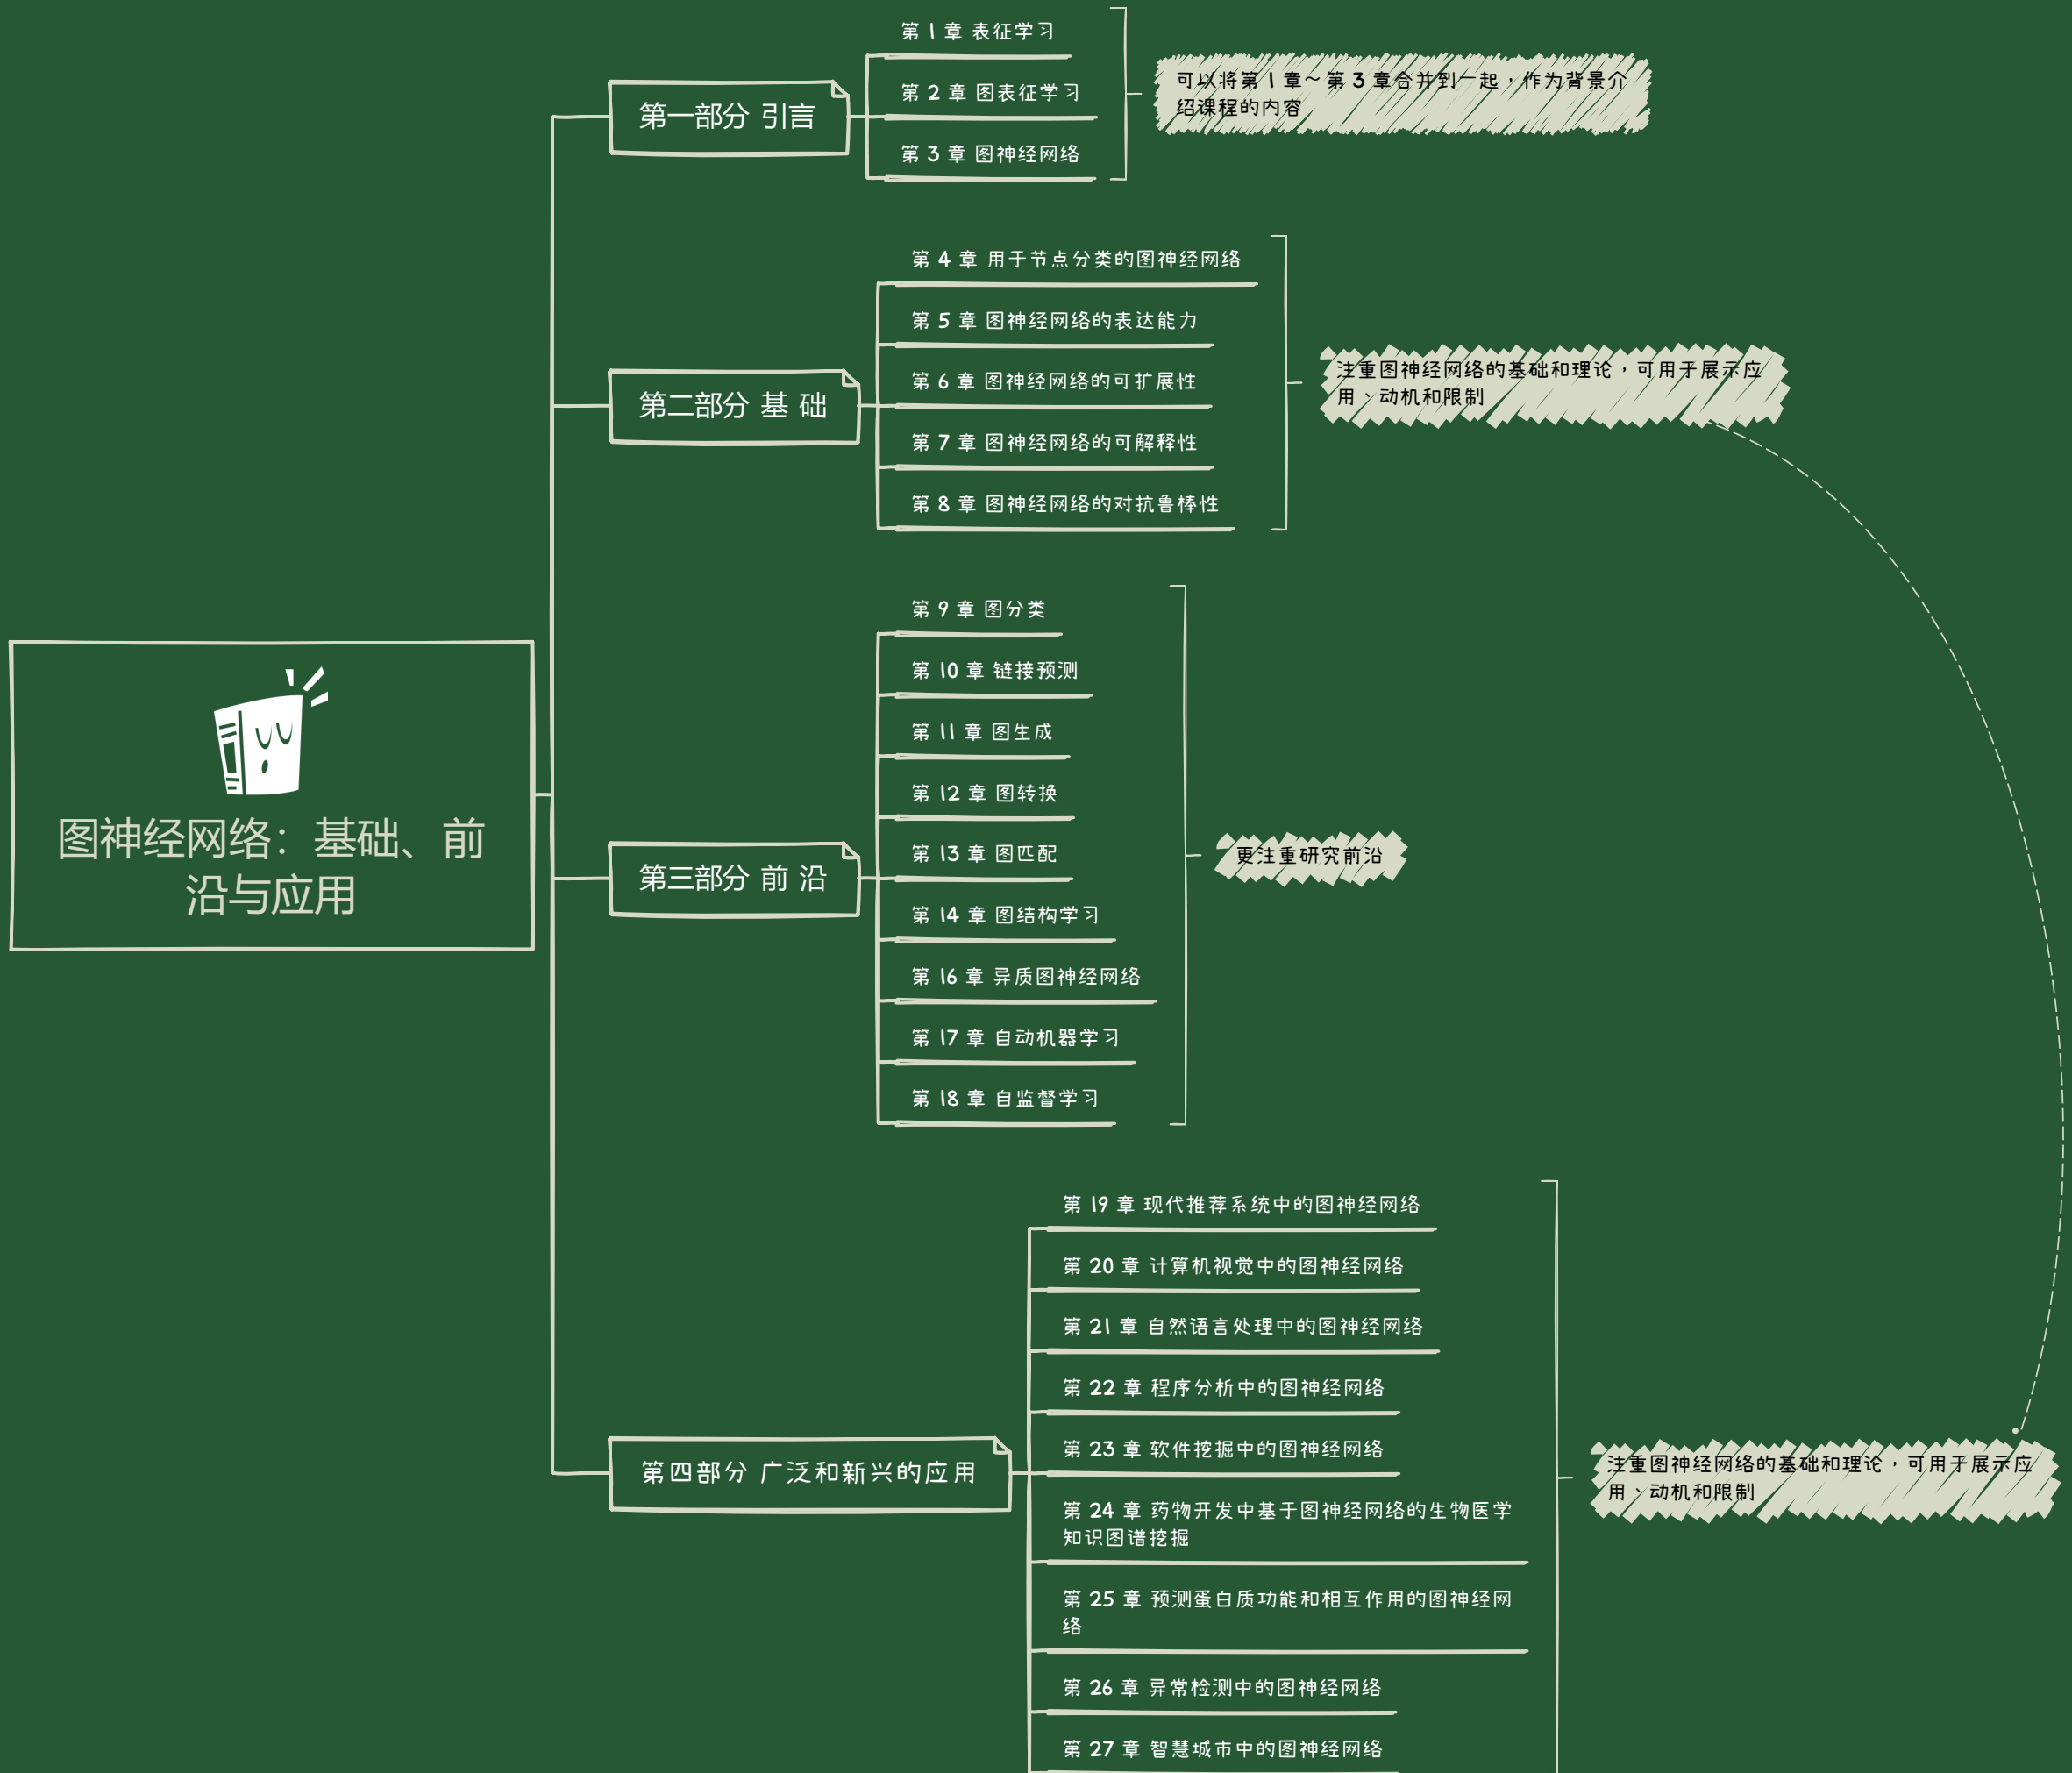 图神经网络：基础、前
沿与应用
第一部分 引言
第 1 章 表征学习
第 2 章 图表征学习
第 3 章 图神经网络
可以将第 1 章～第 3 章合并到一起，作为背景介
绍课程的内容
第二部分 基 础
第 4 章 用于节点分类的图神经网络
第 5 章 图神经网络的表达能力
第 6 章 图神经网络的可扩展性
第 7 章 图神经网络的可解释性
第 8 章 图神经网络的对抗鲁棒性
注重图神经网络的基础和理论，可用于展示应
用、动机和限制
第三部分 前 沿
第 9 章 图分类
第 10 章 链接预测
第 11 章 图生成
第 12 章 图转换
第 13 章 图匹配
第 14 章 图结构学习
第 16 章 异质图神经网络
第 17 章 自动机器学习
第 18 章 自监督学习
更注重研究前沿
第四部分 广泛和新兴的应用
第 19 章 现代推荐系统中的图神经网络
第 20 章 计算机视觉中的图神经网络
第 21 章 自然语言处理中的图神经网络
第 22 章 程序分析中的图神经网络
第 23 章 软件挖掘中的图神经网络
第 24 章 药物开发中基于图神经网络的生物医学
知识图谱挖掘
第 25 章 预测蛋白质功能和相互作用的图神经网
络
第 26 章 异常检测中的图神经网络
第 27 章 智慧城市中的图神经网络
注重图神经网络的基础和理论，可用于展示应
用、动机和限制